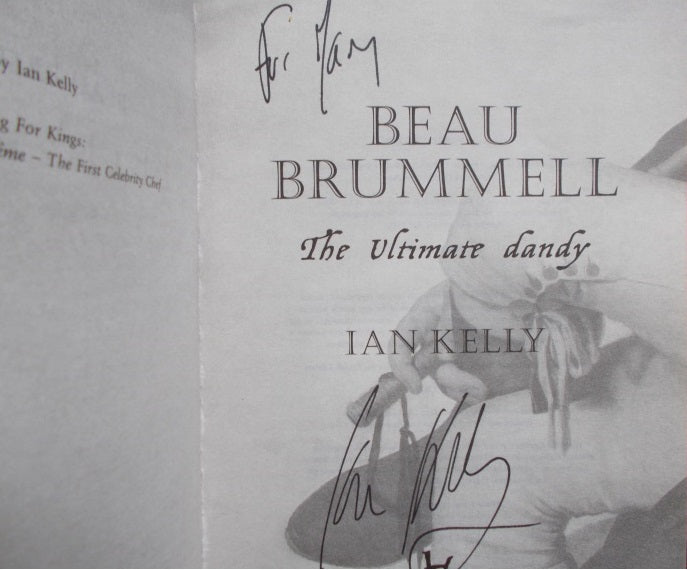 y Ian Kelly
g For Kings:
ême – The First Celebrity Chef
For Mary
BEAU
BRUMMELL
The Ultimate dandy
IAN KELLY
Ian Kelly